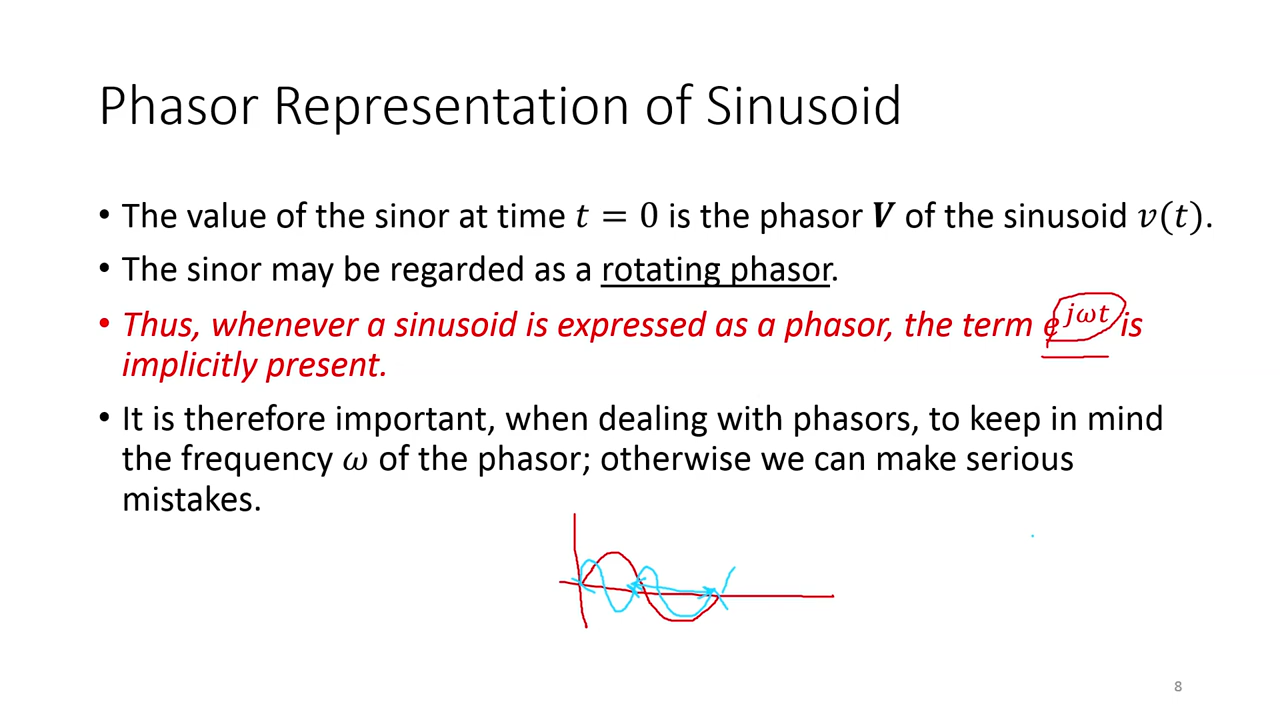 Phasor Representation of Sinusoid
• The value of the sinor at time t = 0 is the phasor V of the sinusoid v(t).
• The sinor may be regarded as a rotating phasor.
• Thus, whenever a sinusoid is expressed as a phasor, the term e^{jωt} is
implicitly present.
• It is therefore important, when dealing with phasors, to keep in mind
the frequency ω of the phasor; otherwise we can make serious
mistakes.
8